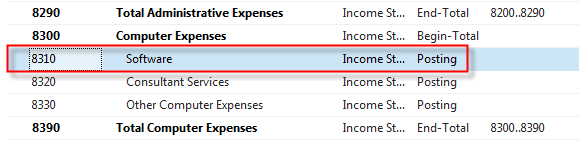 8290 Total Administrative Expenses Income St... End-Total 8200..8290
8300 Computer Expenses Income St... Begin-Total
8310 Software Income St... Posting
8320 Consultant Services Income St... Posting
8330 Other Computer Expenses Income St... Posting
8390 Total Computer Expenses Income St... End-Total 8300..8390